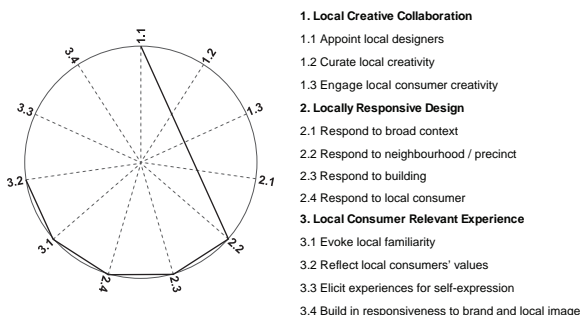 1.1
1.2
1.3
2.1
2.2
2.3
2.4
3.1
3.2
3.3
3.4
1. Local Creative Collaboration
1.1 Appoint local designers
1.2 Curate local creativity
1.3 Engage local consumer creativity
2. Locally Responsive Design
2.1 Respond to broad context
2.2 Respond to neighbourhood / precinct
2.3 Respond to building
2.4 Respond to local consumer
3. Local Consumer Relevant Experience
3.1 Evoke local familiarity
3.2 Reflect local consumers' values
3.3 Elicit experiences for self-expression
3.4 Build in responsiveness to brand and local image